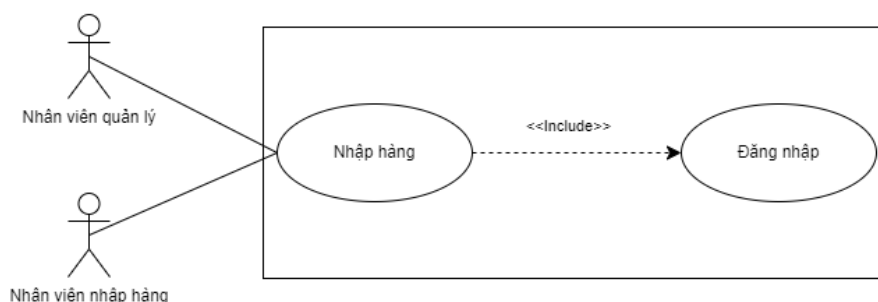 Nhân viên quản lý
Nhập hàng
<<Include>>
Đăng nhập
Nhân viên nhập hàng